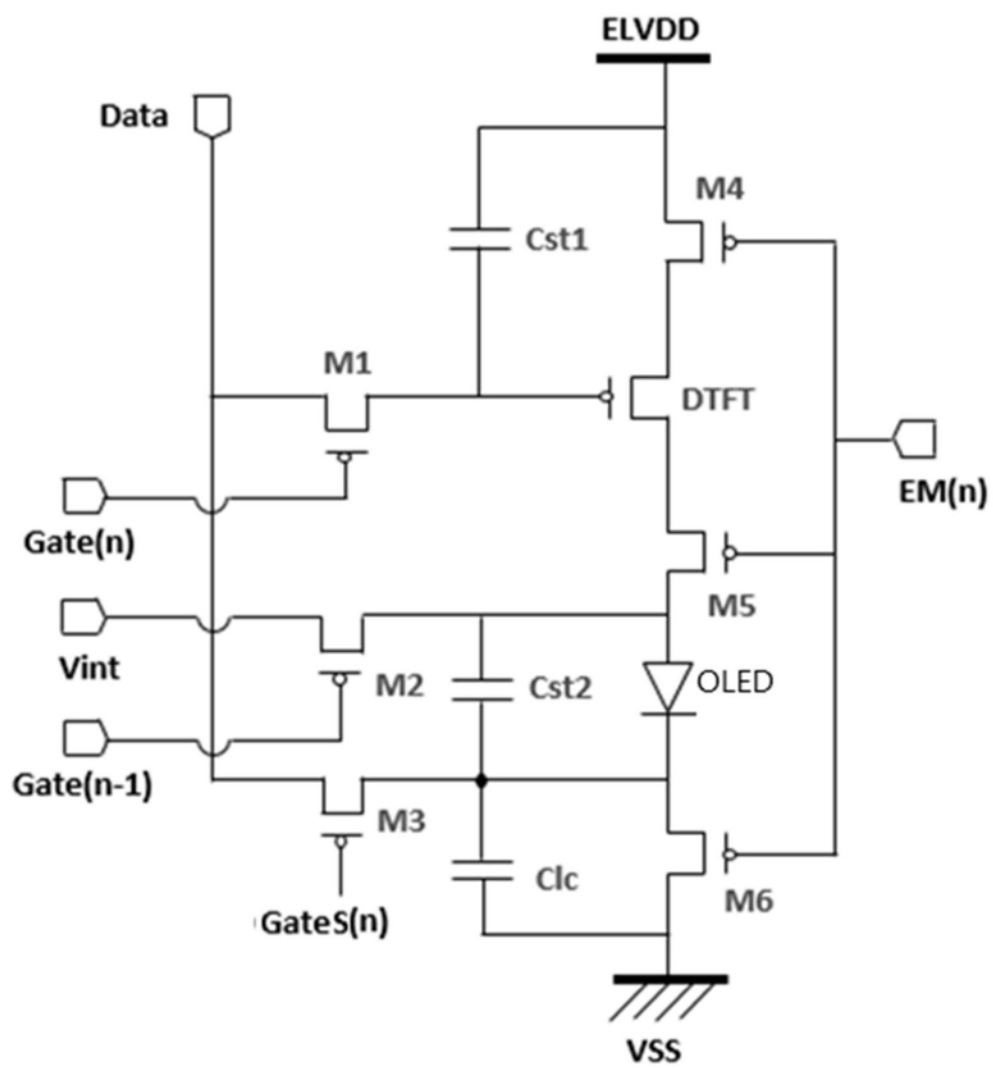 ELVDD
Data
M4
Cst1
M1
DTFT
EM(n)
Gate(n)
M5
Vint
M2
Cst2
OLED
Gate(n-1)
M3
Clc
M6
GateS(n)
VSS